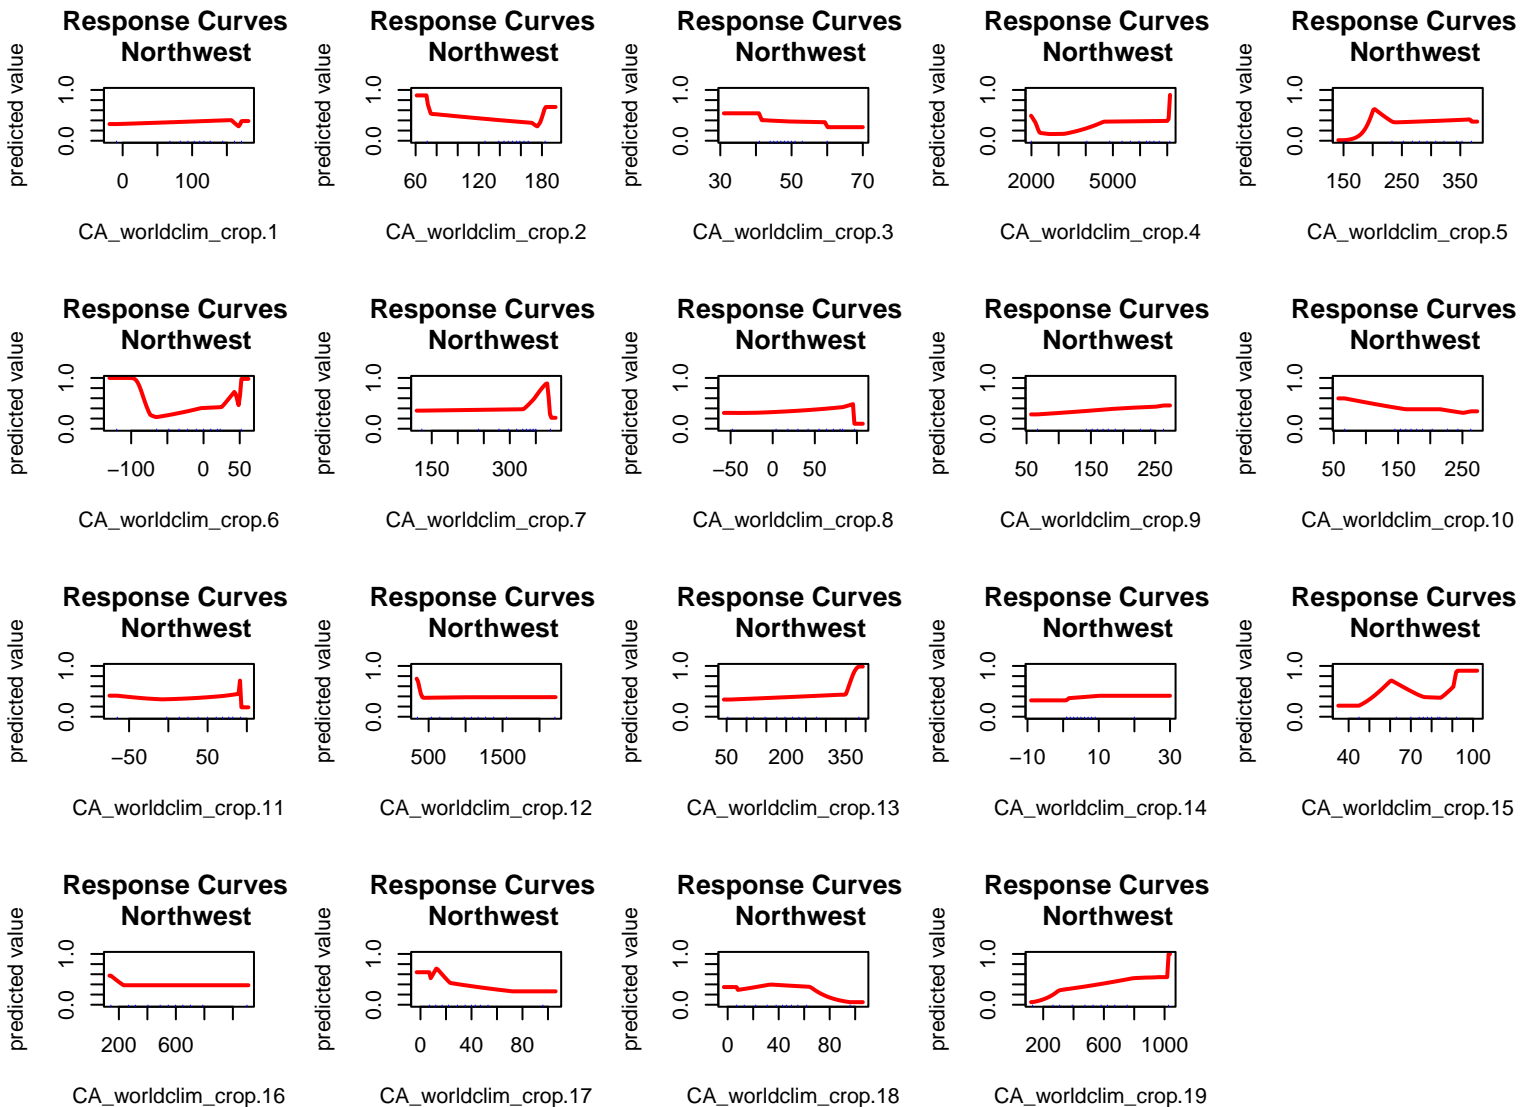 Response Curves
Northwest
predicted value
0.0 1.0
0 100
CA_worldclim_crop.1
Response Curves
Northwest
predicted value
0.0 1.0
60 120 180
CA_worldclim_crop.2
Response Curves
Northwest
predicted value
0.0 1.0
30 50 70
CA_worldclim_crop.3
Response Curves
Northwest
predicted value
0.0 1.0
2000 5000
CA_worldclim_crop.4
Response Curves
Northwest
predicted value
0.0 1.0
150 250 350
CA_worldclim_crop.5
Response Curves
Northwest
predicted value
0.0 1.0
−100 0 50
CA_worldclim_crop.6
Response Curves
Northwest
predicted value
0.0 1.0
150 300
CA_worldclim_crop.7
Response Curves
Northwest
predicted value
0.0 1.0
−50 0 50
CA_worldclim_crop.8
Response Curves
Northwest
predicted value
0.0 1.0
50 150 250
CA_worldclim_crop.9
Response Curves
Northwest
predicted value
0.0 1.0
50 150 250
CA_worldclim_crop.10
Response Curves
Northwest
predicted value
0.0 1.0
−50 50
CA_worldclim_crop.11
Response Curves
Northwest
predicted value
0.0 1.0
500 1500
CA_worldclim_crop.12
Response Curves
Northwest
predicted value
0.0 1.0
50 200 350
CA_worldclim_crop.13
Response Curves
Northwest
predicted value
0.0 1.0
−10 10 30
CA_worldclim_crop.14
Response Curves
Northwest
predicted value
0.0 1.0
40 70 100
CA_worldclim_crop.15
Response Curves
Northwest
predicted value
0.0 1.0
200 600
CA_worldclim_crop.16
Response Curves
Northwest
predicted value
0.0 1.0
0 40 80
CA_worldclim_crop.17
Response Curves
Northwest
predicted value
0.0 1.0
0 40 80
CA_worldclim_crop.18
Response Curves
Northwest
predicted value
0.0 1.0
200 600 1000
CA_worldclim_crop.19